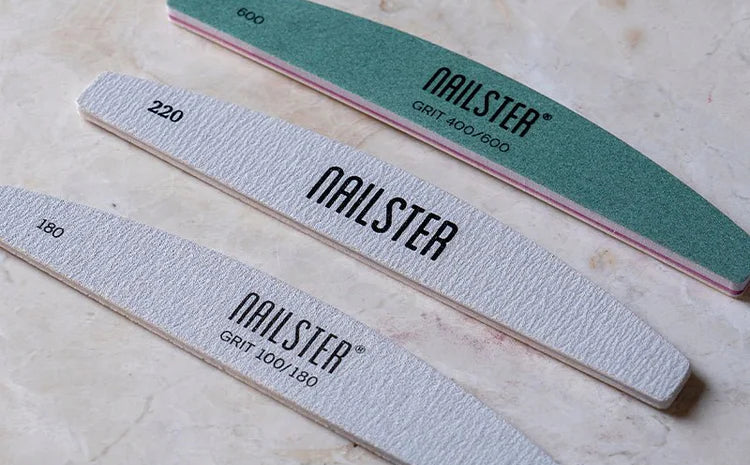 600
NAILSTER®
GRIT 400/600
220
NAILSTER
180
NAILSTER®
GRIT 100/180